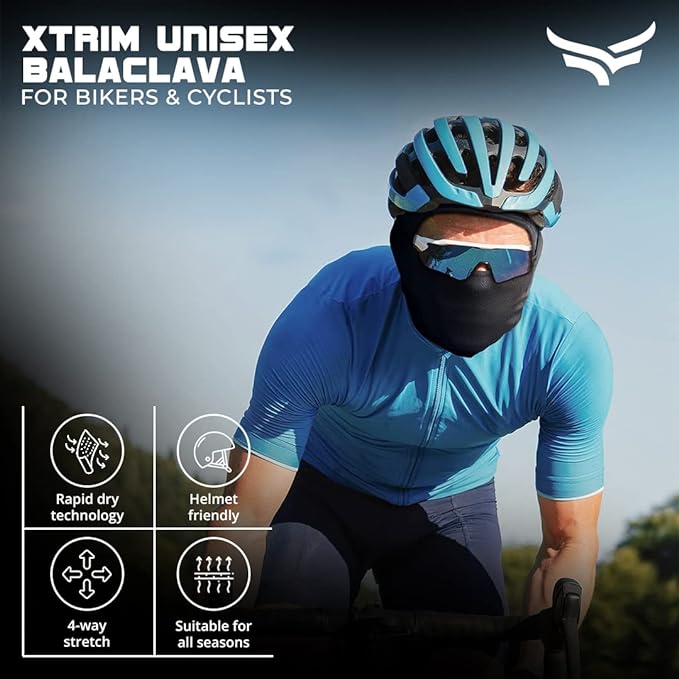 XTRIM UNISEX
BALACLAVA
FOR BIKERS & CYCLISTS
Rapid dry
technology
Helmet
friendly
4-way
stretch
Suitable for
all seasons